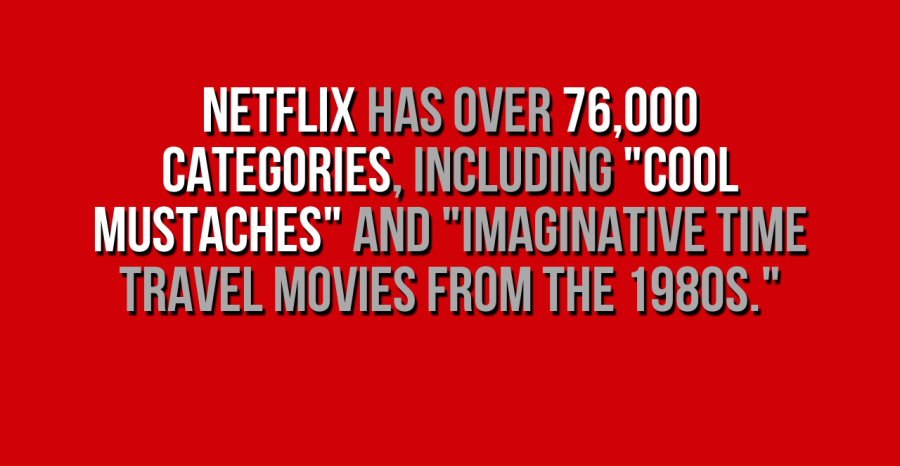 NETFLIX HAS OVER 76,000
CATEGORIES, INCLUDING "COOL
MUSTACHES" AND "IMAGINATIVE TIME
TRAVEL MOVIES FROM THE 1980S."